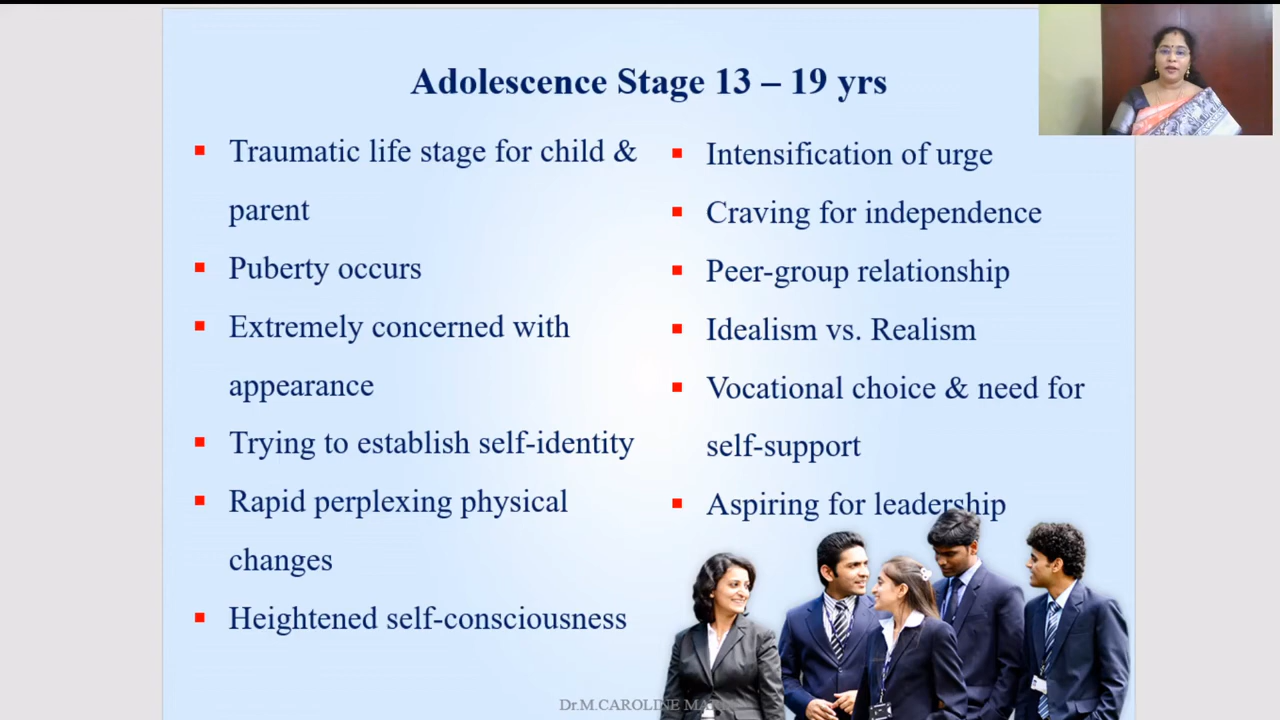 Adolescence Stage 13 – 19 yrs
Traumatic life stage for child &
parent
Puberty occurs
Extremely concerned with
appearance
Trying to establish self-identity
Rapid perplexing physical
changes
Heightened self-consciousness
Intensification of urge
Craving for independence
Peer-group relationship
Idealism vs. Realism
Vocational choice & need for
self-support
Aspiring for leadership
Dr.M.CAROLINE